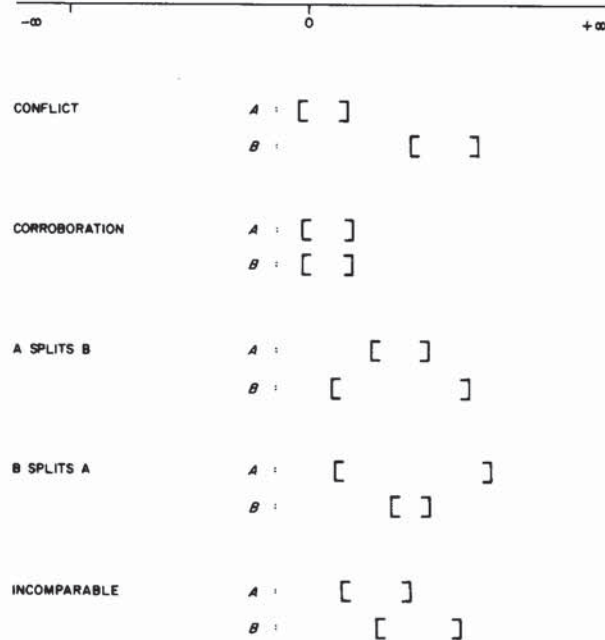 -∞ 0 +∞
CONFLICT A : [ ]
B : [ ]
CORROBORATION A : [ ]
B : [ ]
A SPLITS B A : [ ]
B : [ ]
B SPLITS A A : [ ]
B : [ ]
INCOMPARABLE A : [ ]
B : [ ]